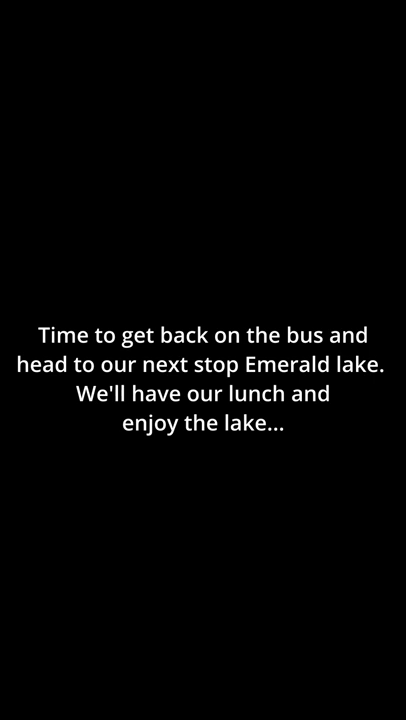 Time to get back on the bus and
head to our next stop Emerald lake.
We'll have our lunch and
enjoy the lake...